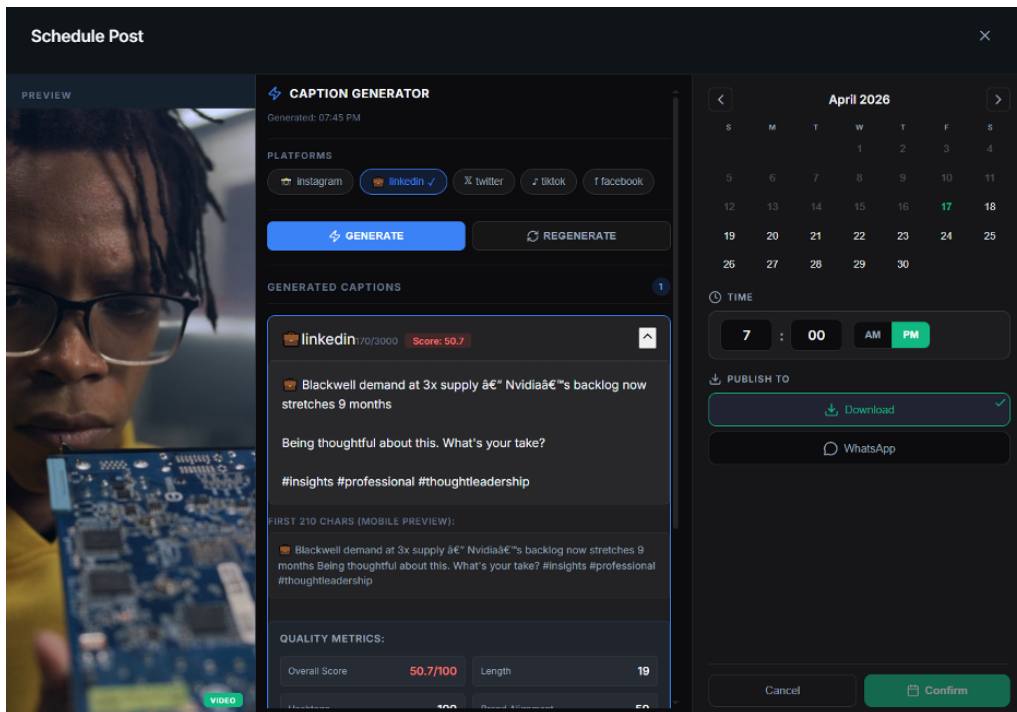 Schedule Post
PREVIEW
VIDEO
CAPTION GENERATOR
Generated: 07:45 PM
PLATFORMS
instagram
linkedin ✓
𝕏 twitter
♪ tiktok
f facebook
GENERATE
REGENERATE
GENERATED CAPTIONS
1
💼linkedin170/3000 Score: 50.7
💼 Blackwell demand at 3x supply â€“ Nvidiaâ€™s backlog now
stretches 9 months
Being thoughtful about this. What's your take?
#insights #professional #thoughtleadership
FIRST 210 CHARS (MOBILE PREVIEW):
💼 Blackwell demand at 3x supply â€“ Nvidiaâ€™s backlog now stretches 9
months Being thoughtful about this. What's your take? #insights #professional
#thoughtleadership
QUALITY METRICS:
Overall Score 50.7/100
Length 19
Hashtags 100
Brand Alignment 50
April 2026
S M T W T F S
1 2 3 4
5 6 7 8 9 10 11
12 13 14 15 16 17 18
19 20 21 22 23 24 25
26 27 28 29 30
TIME
7 : 00 AM PM
PUBLISH TO
Download
WhatsApp
Cancel
Confirm